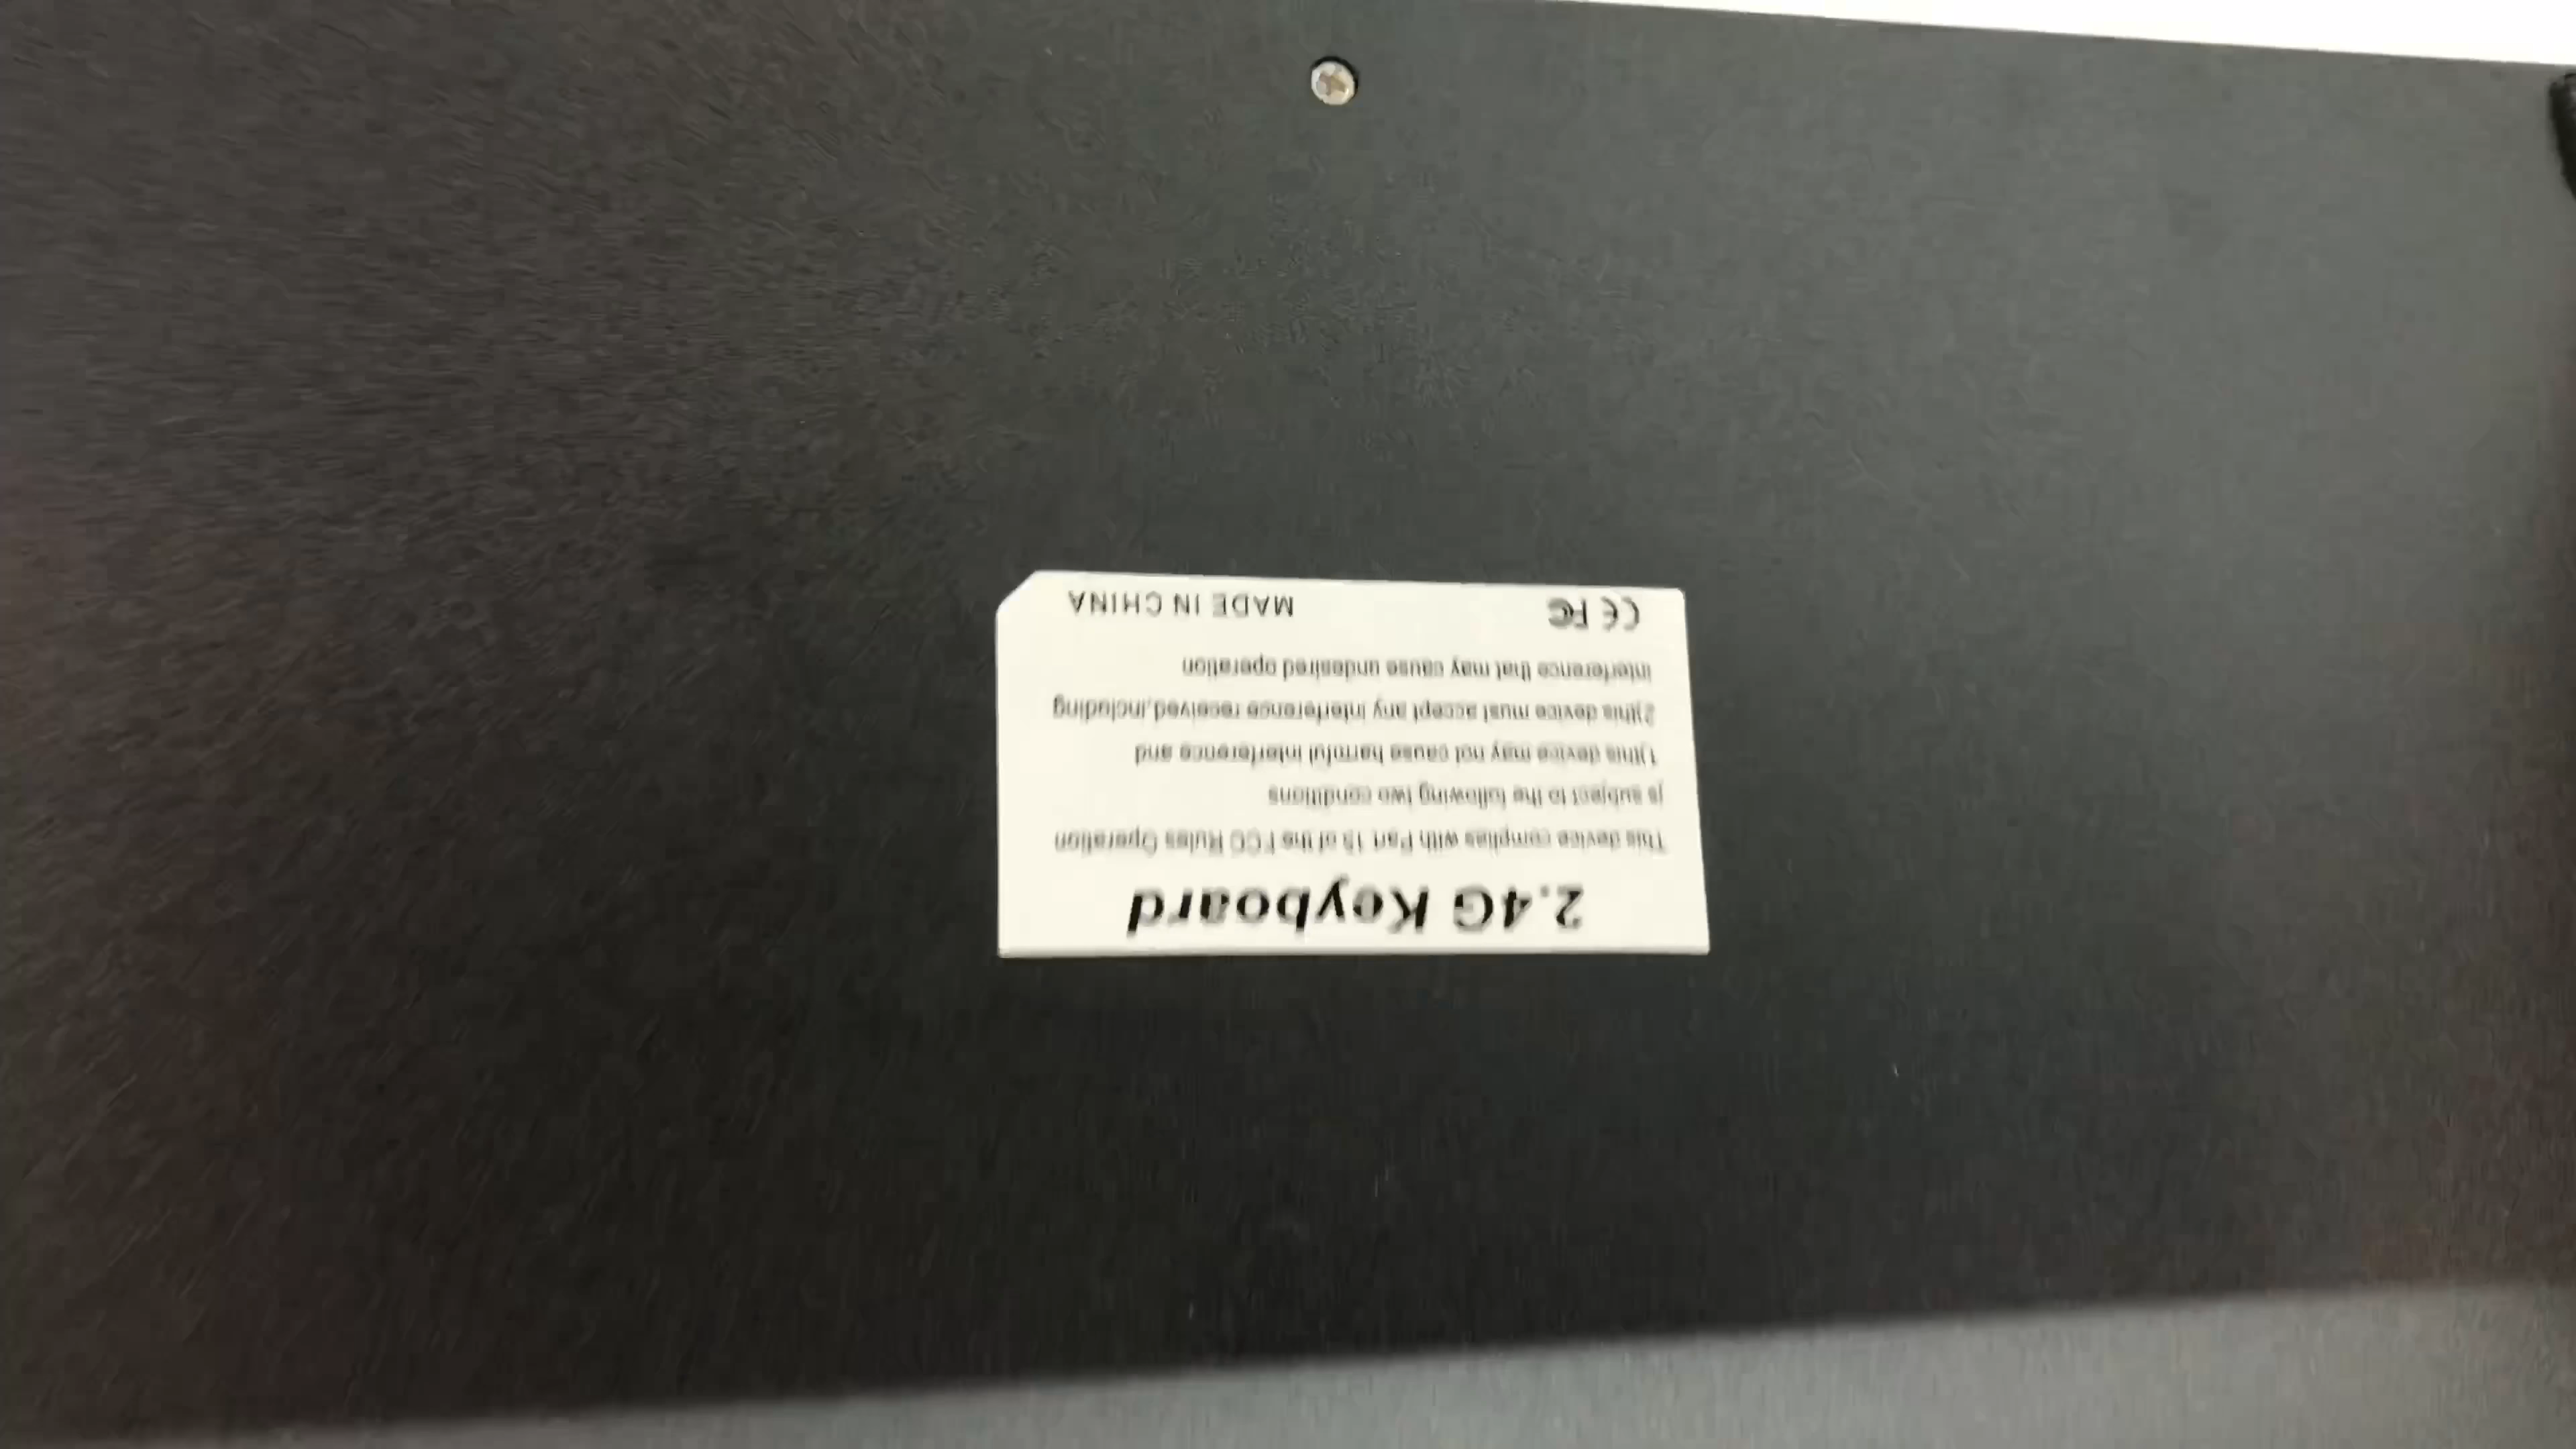 2.4G Keyboard
This device complies with Part 15 of the FCC Rules Operation
is subject to the following two conditions
1)this device may not cause harmful interference and
2)this device must accept any interference received,including
interference that may cause undesired operation
CE FC MADE IN CHINA